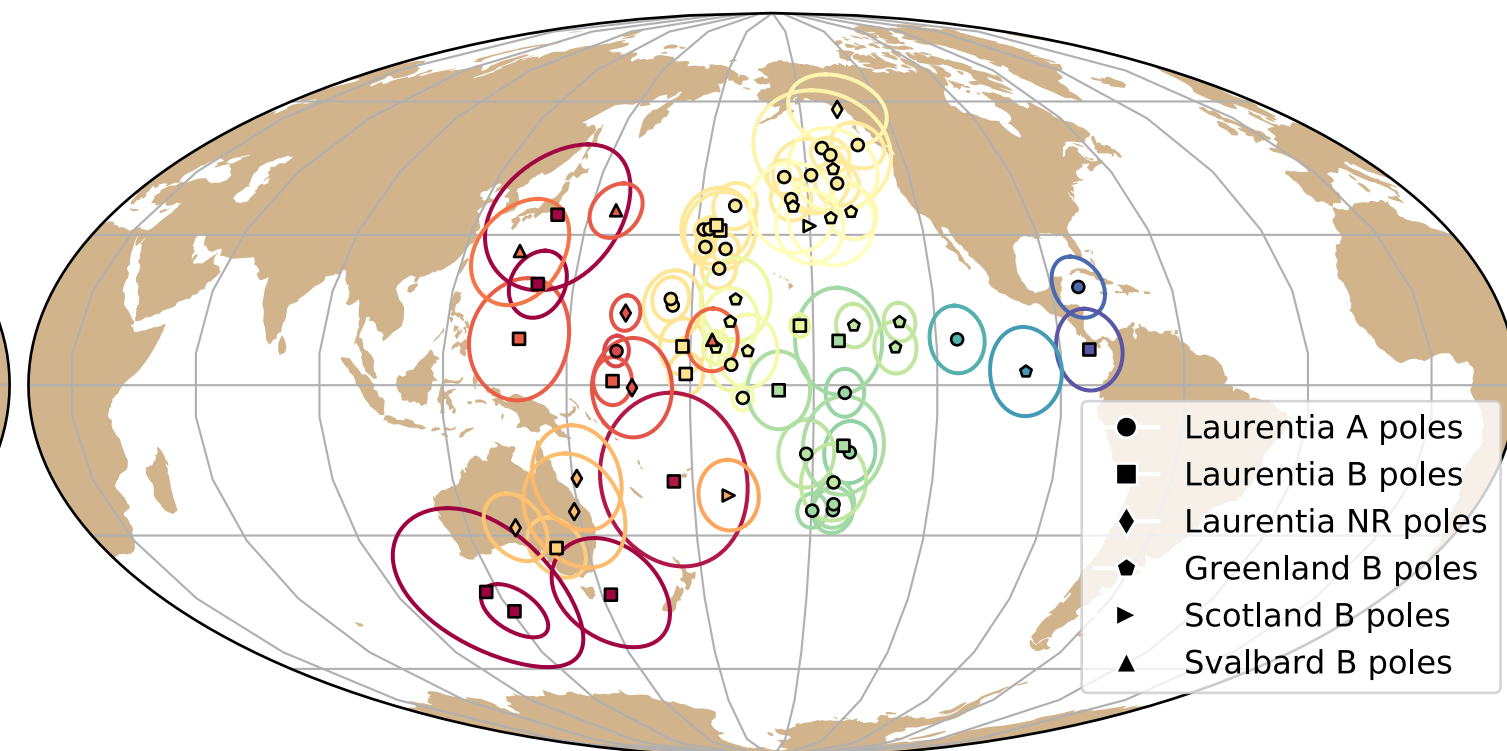 Laurentia A poles
Laurentia B poles
Laurentia NR poles
Greenland B poles
Scotland B poles
Svalbard B poles